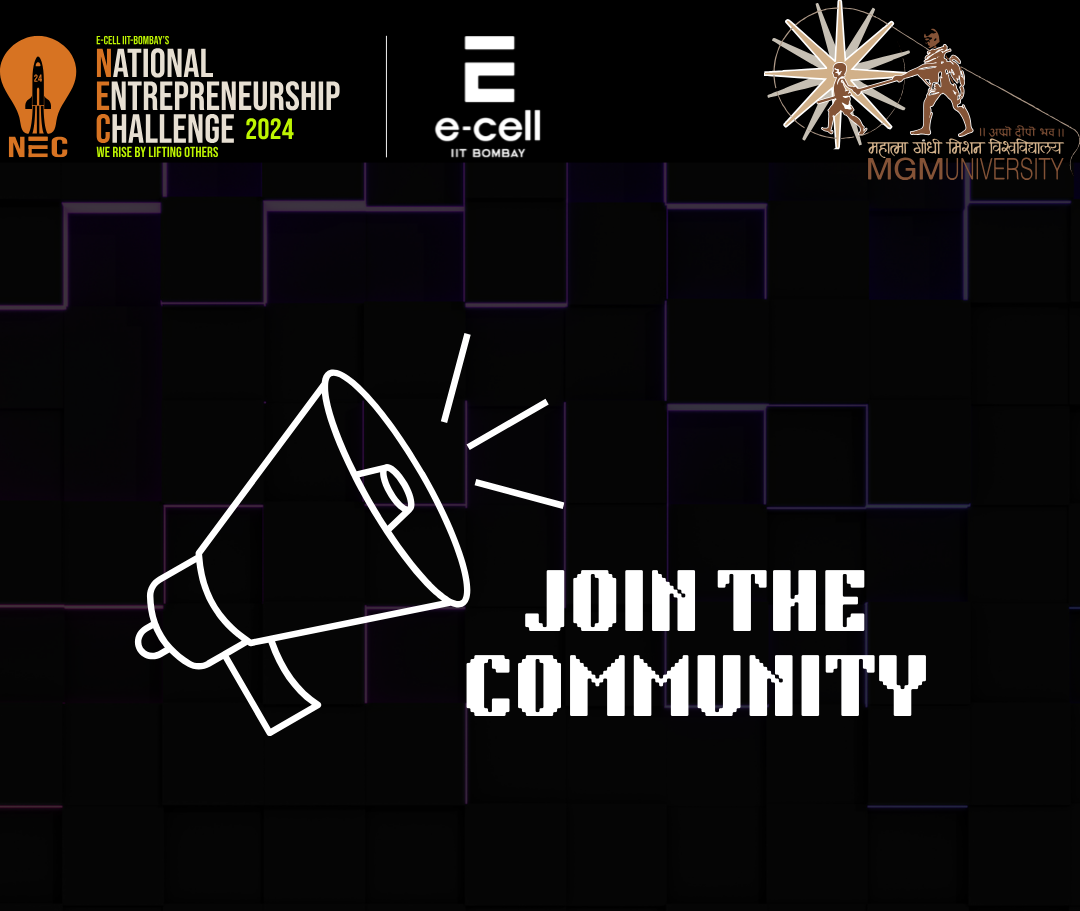 E-CELL IIT-BOMBAY'S
NATIONAL
ENTREPRENEURSHIP
CHALLENGE 2024
WE RISE BY LIFTING OTHERS
24
NEC
e-cell
IIT BOMBAY
।। अप्पो दीपो भव ।।
महात्मा गांधी मिशन विश्वविद्यालय
MGMUNIVERSITY
JOIN THE
COMMUNITY